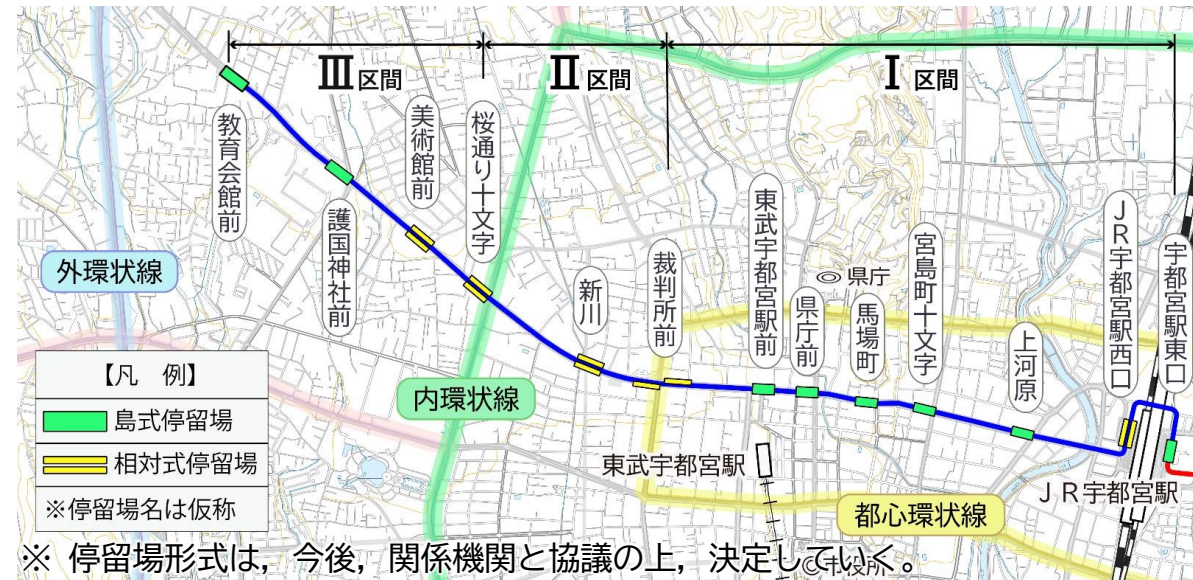 Ⅲ区間
Ⅱ区間
Ⅰ区間
教育会館前
護国神社前
美術館前
桜通り十文字
新川
裁判所前
東武宇都宮駅前
県庁前
馬場町
宮島町十文字
上河原
JR宇都宮駅西口
宇都宮駅東口
◎県庁
外環状線
内環状線
東武宇都宮駅
都心環状線
JR宇都宮駅
【凡 例】
島式停留場
相対式停留場
※停留場名は仮称
◎市役所
※ 停留場形式は，今後，関係機関と協議の上，決定していく。